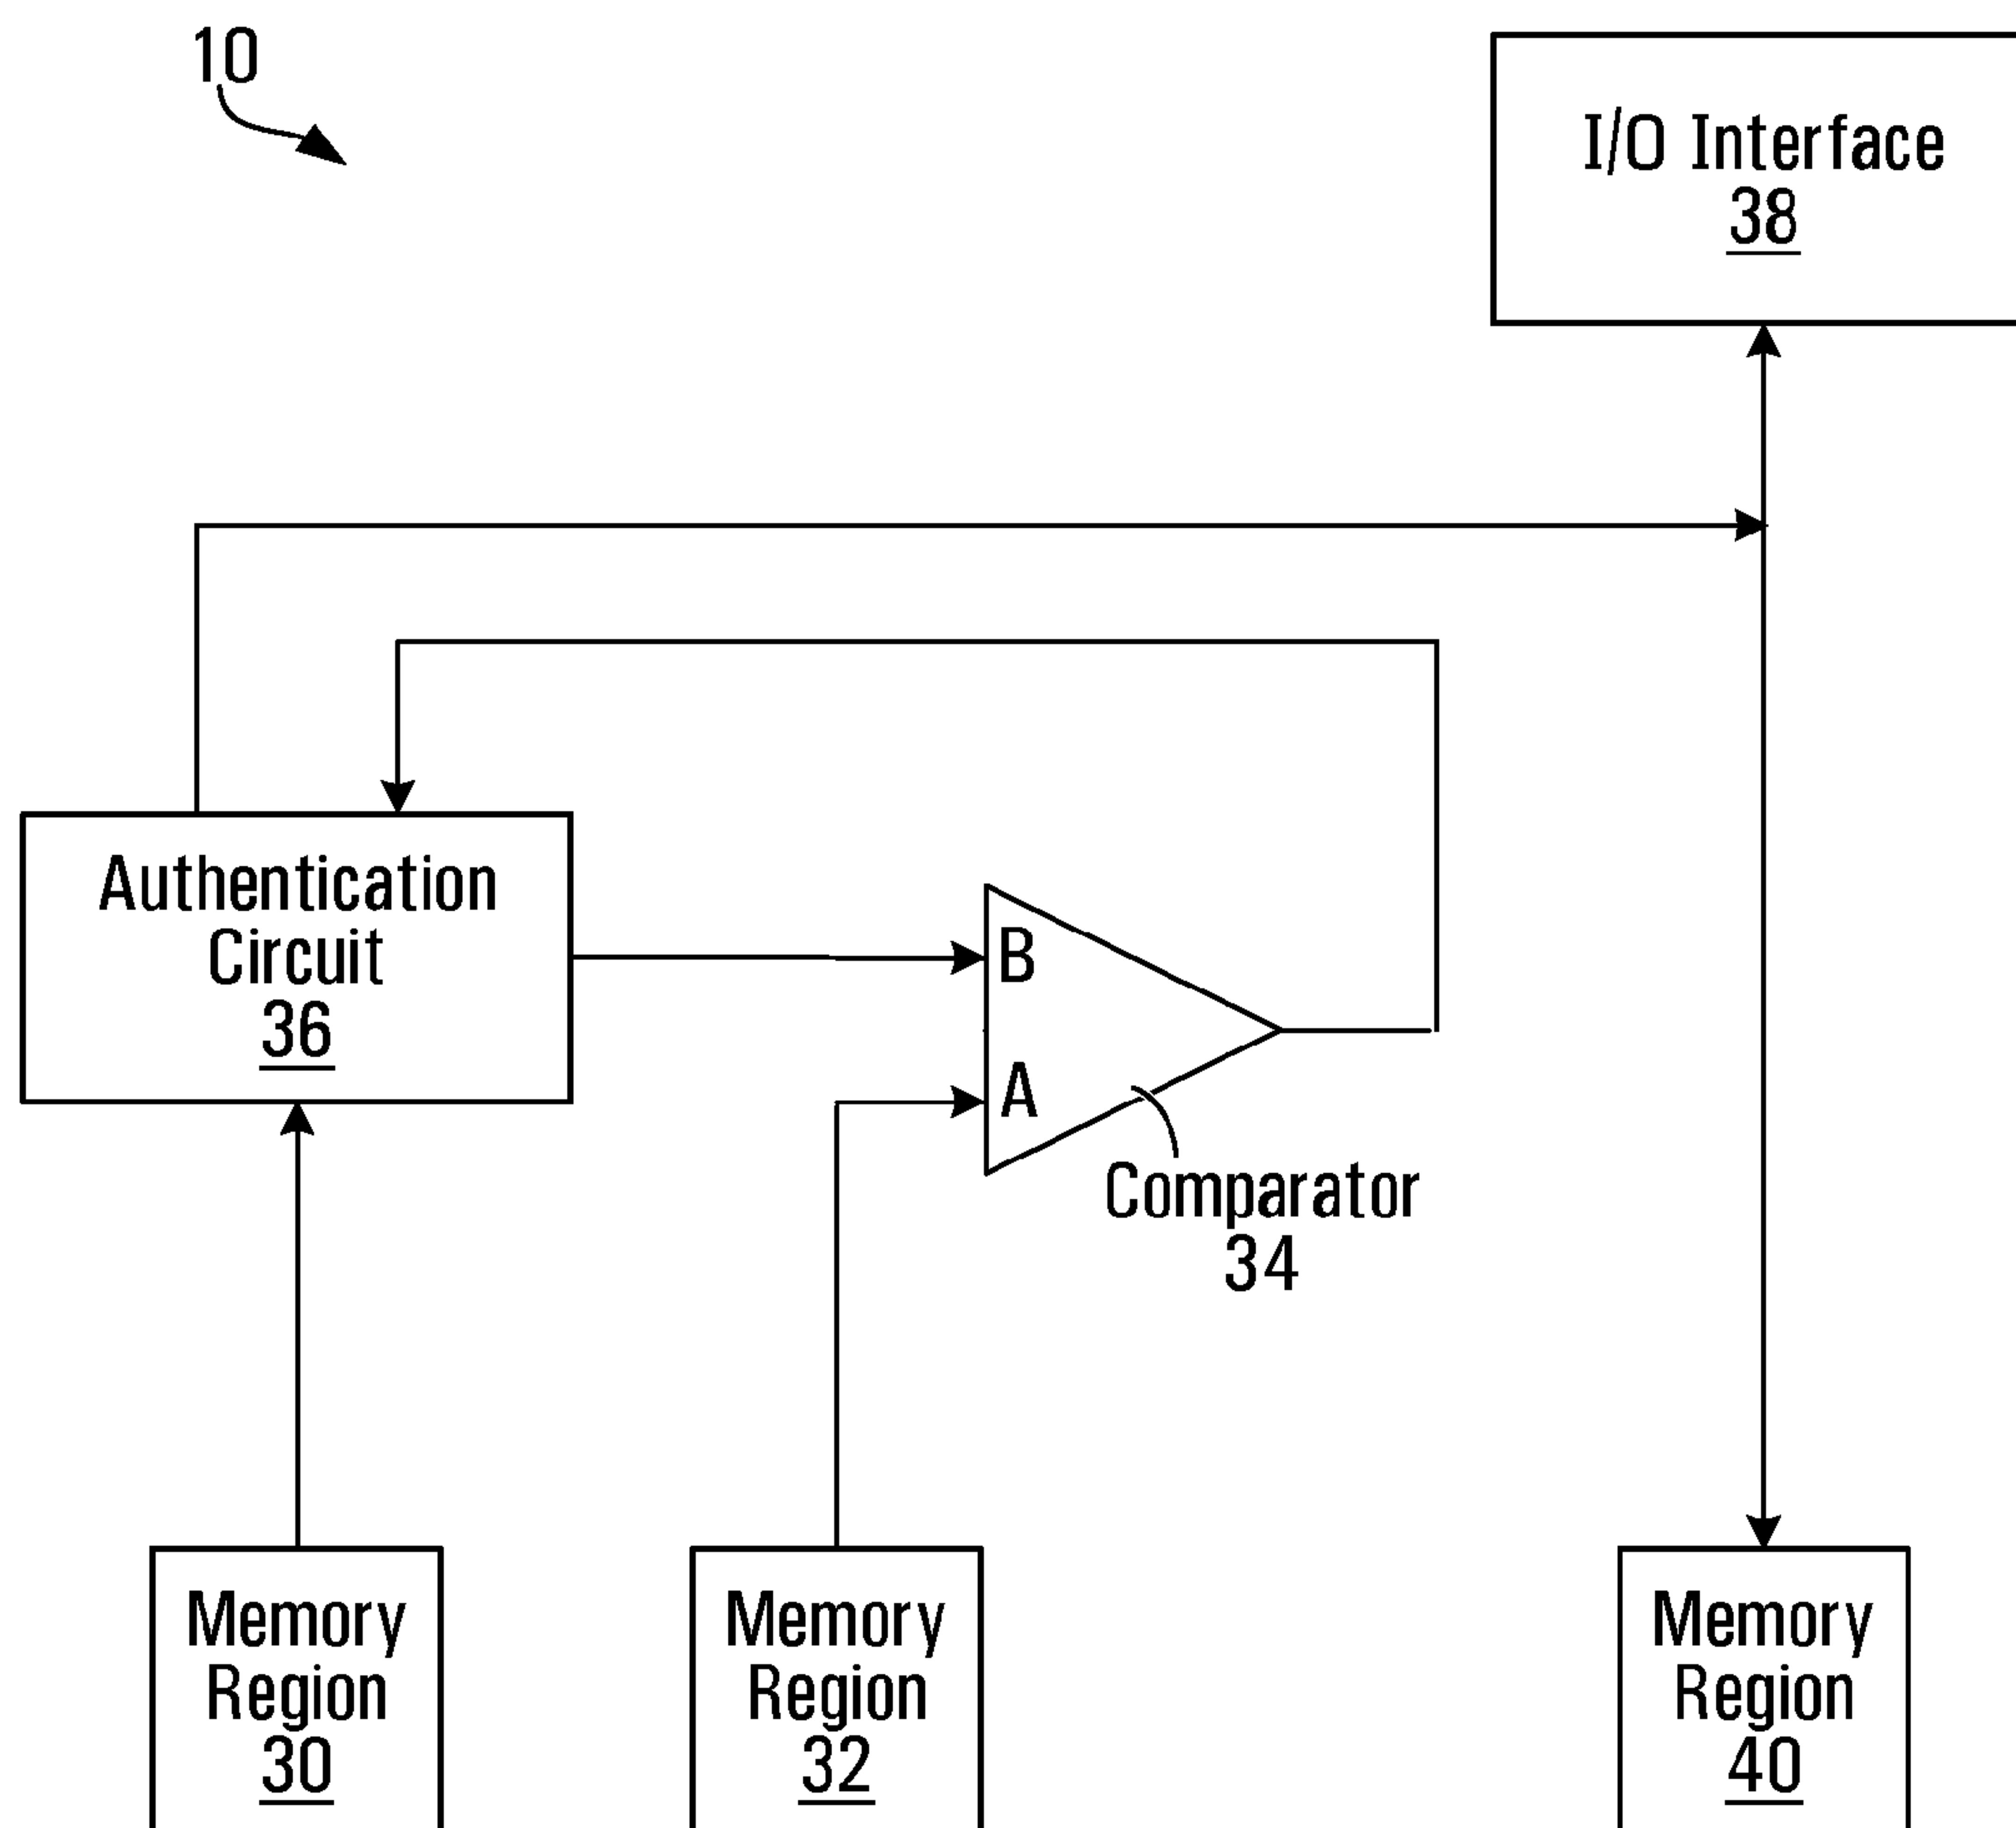 10
I/O Interface
38
Authentication
Circuit
36
B
A
Comparator
34
Memory
Region
30
Memory
Region
32
Memory
Region
40